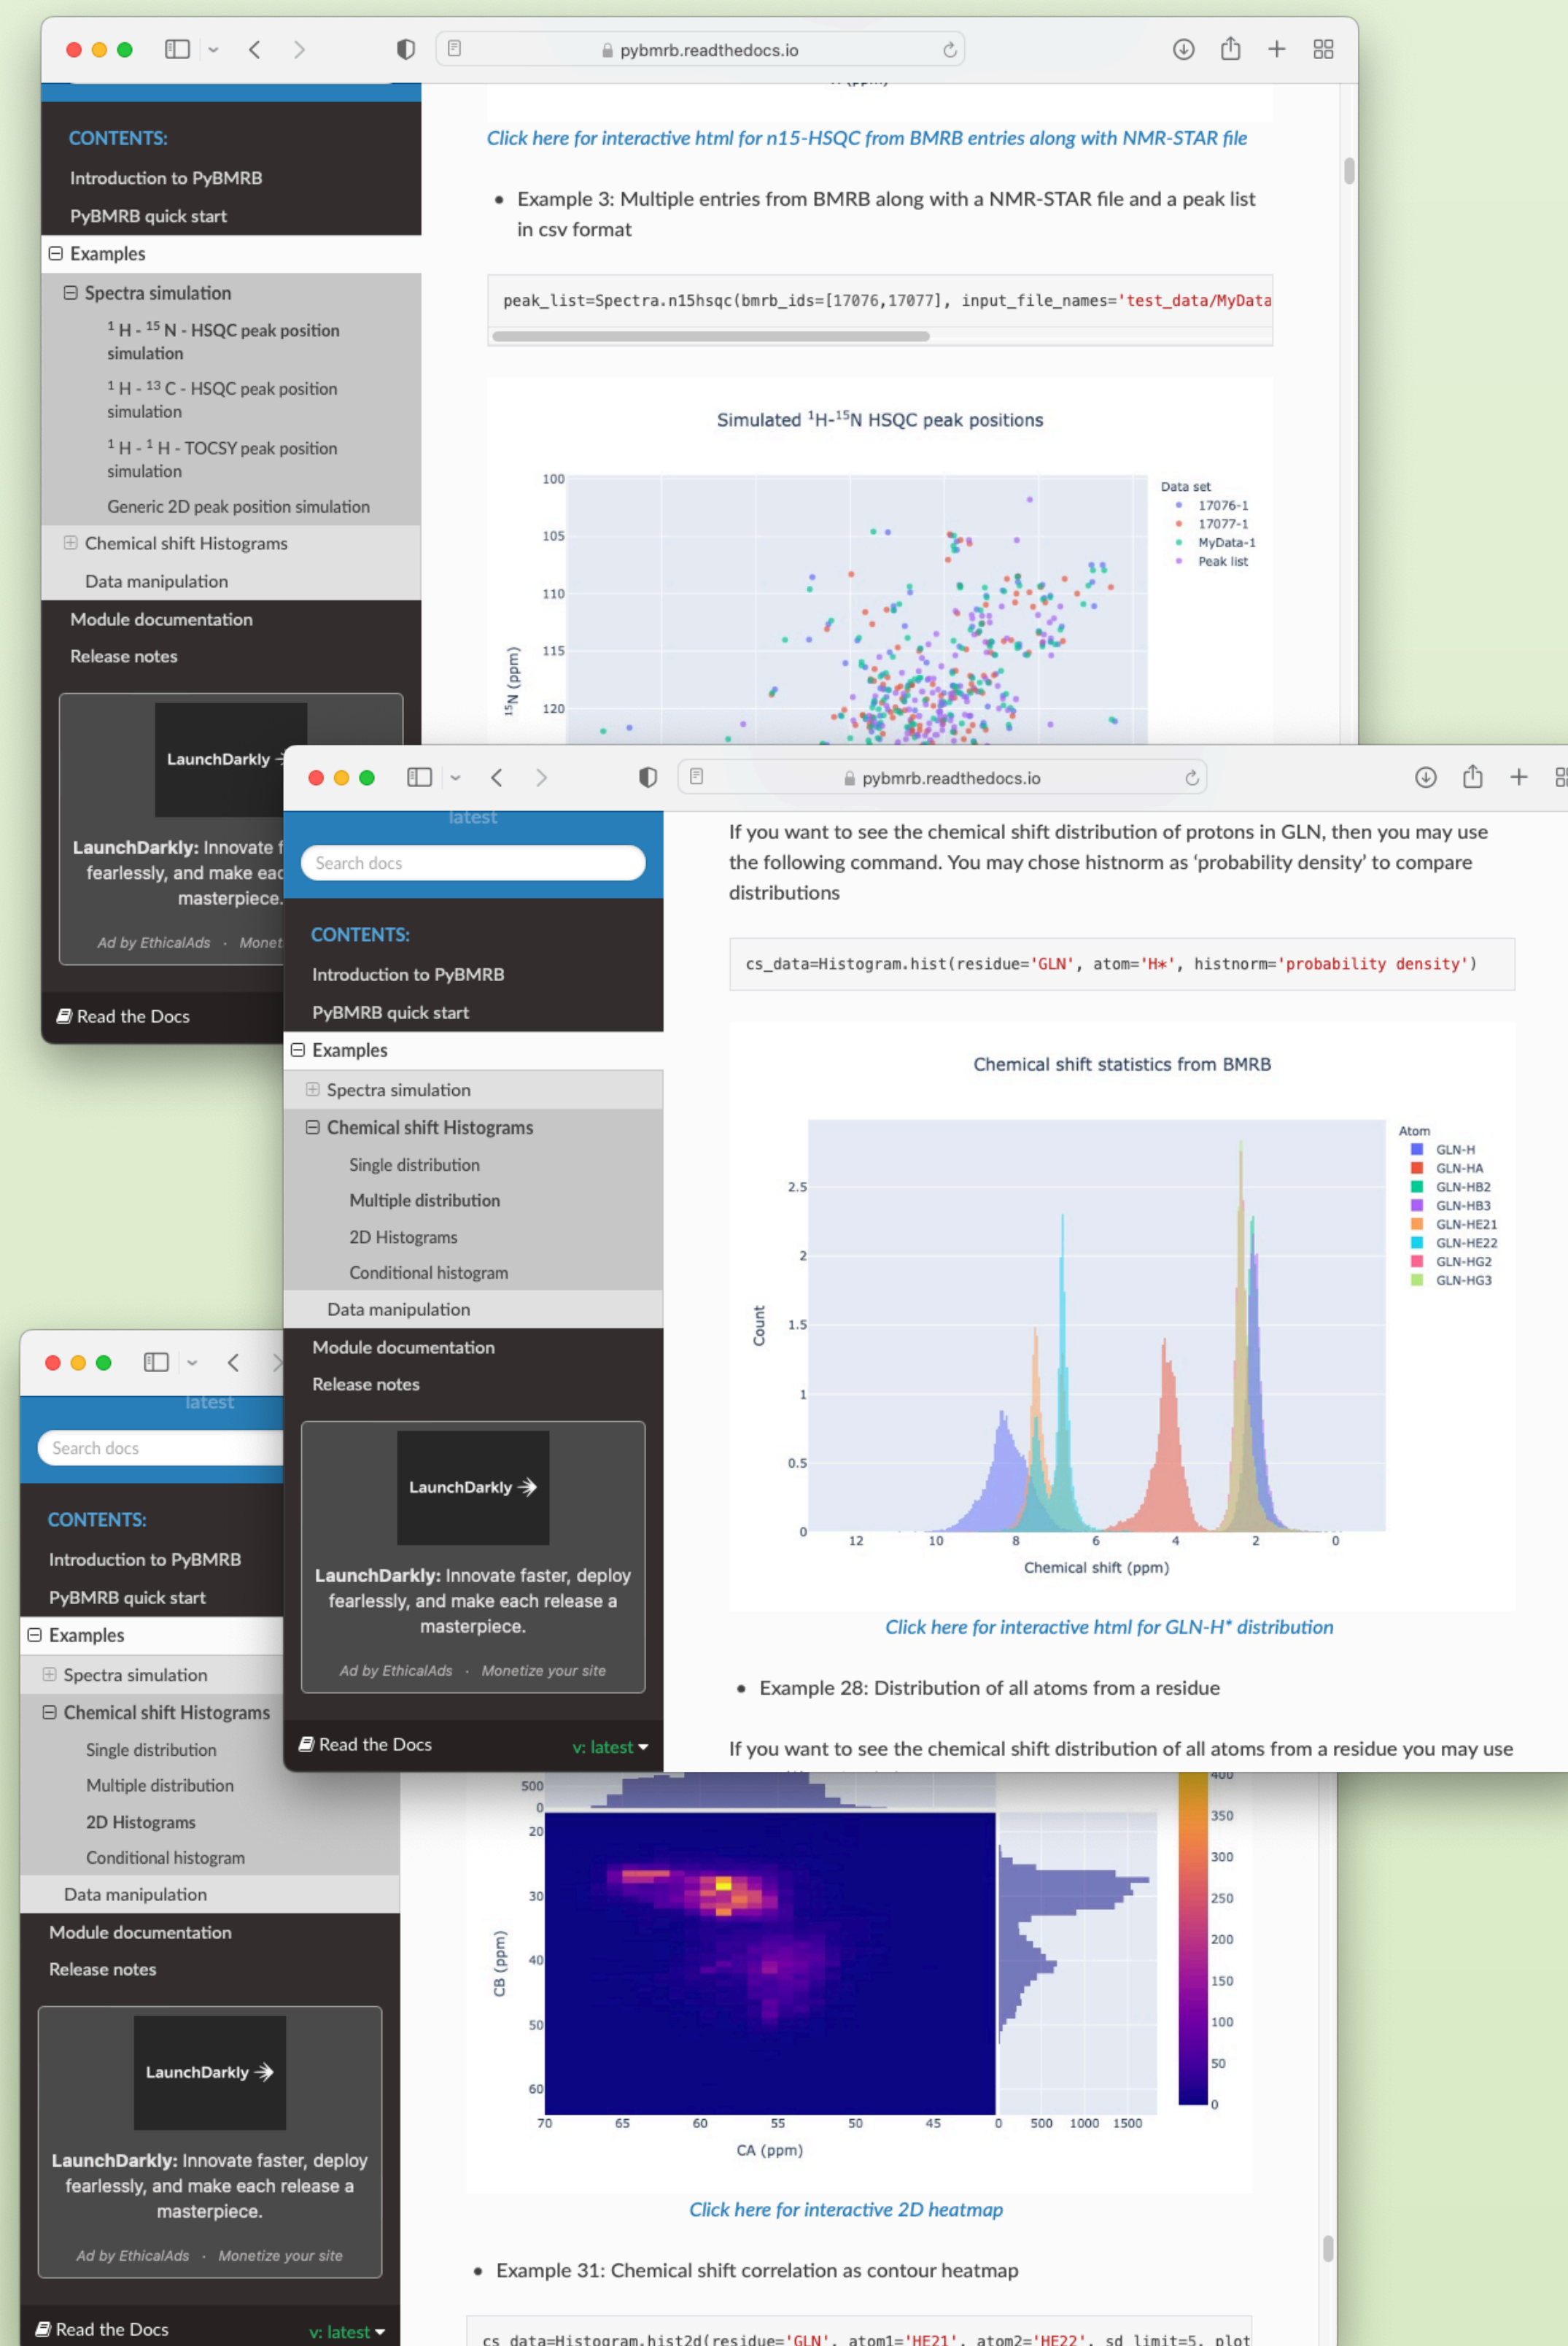 pybmrb.readthedocs.io
CONTENTS:
Introduction to PyBMRB
PyBMRB quick start
Examples
Spectra simulation
1 H - 15 N - HSQC peak position
simulation
1 H - 13 C - HSQC peak position
simulation
1 H - 1 H - TOCSY peak position
simulation
Generic 2D peak position simulation
Chemical shift Histograms
Data manipulation
Module documentation
Release notes
LaunchDarkly
LaunchDarkly: Innovate f
fearlessly, and make eac
masterpiece.
Ad by EthicalAds · Monet
Read the Docs
Click here for interactive html for n15-HSQC from BMRB entries along with NMR-STAR file
• Example 3: Multiple entries from BMRB along with a NMR-STAR file and a peak list
in csv format
peak_list=Spectra.n15hsqc(bmrb_ids=[17076,17077], input_file_names='test_data/MyData
Simulated 1H-15N HSQC peak positions
100
105
110
115
120
15N (ppm)
Data set
17076-1
17077-1
MyData-1
Peak list
pybmrb.readthedocs.io
latest
Search docs
CONTENTS:
Introduction to PyBMRB
PyBMRB quick start
Examples
Spectra simulation
Chemical shift Histograms
Single distribution
Multiple distribution
2D Histograms
Conditional histogram
Data manipulation
Module documentation
Release notes
LaunchDarkly
LaunchDarkly: Innovate faster, deploy
fearlessly, and make each release a
masterpiece.
Ad by EthicalAds · Monetize your site
Read the Docs v: latest
If you want to see the chemical shift distribution of protons in GLN, then you may use
the following command. You may chose histnorm as ‘probability density’ to compare
distributions
cs_data=Histogram.hist(residue='GLN', atom='H*', histnorm='probability density')
Chemical shift statistics from BMRB
2.5
2
1.5
1
0.5
0
Count
12 10 8 6 4 2 0
Chemical shift (ppm)
Atom
GLN-H
GLN-HA
GLN-HB2
GLN-HB3
GLN-HE21
GLN-HE22
GLN-HG2
GLN-HG3
Click here for interactive html for GLN-H* distribution
• Example 28: Distribution of all atoms from a residue
If you want to see the chemical shift distribution of all atoms from a residue you may use
latest
Search docs
CONTENTS:
Introduction to PyBMRB
PyBMRB quick start
Examples
Spectra simulation
Chemical shift Histograms
Single distribution
Multiple distribution
2D Histograms
Conditional histogram
Data manipulation
Module documentation
Release notes
LaunchDarkly
LaunchDarkly: Innovate faster, deploy
fearlessly, and make each release a
masterpiece.
Ad by EthicalAds · Monetize your site
Read the Docs v: latest
500
0
20
30
40
50
60
CB (ppm)
70 65 60 55 50 45
CA (ppm)
0 500 1000 1500
400
350
300
250
200
150
100
50
0
Click here for interactive 2D heatmap
• Example 31: Chemical shift correlation as contour heatmap
cs_data=Histogram.hist2d(residue='GLN', atom1='HE21', atom2='HE22', sd_limit=5, plot